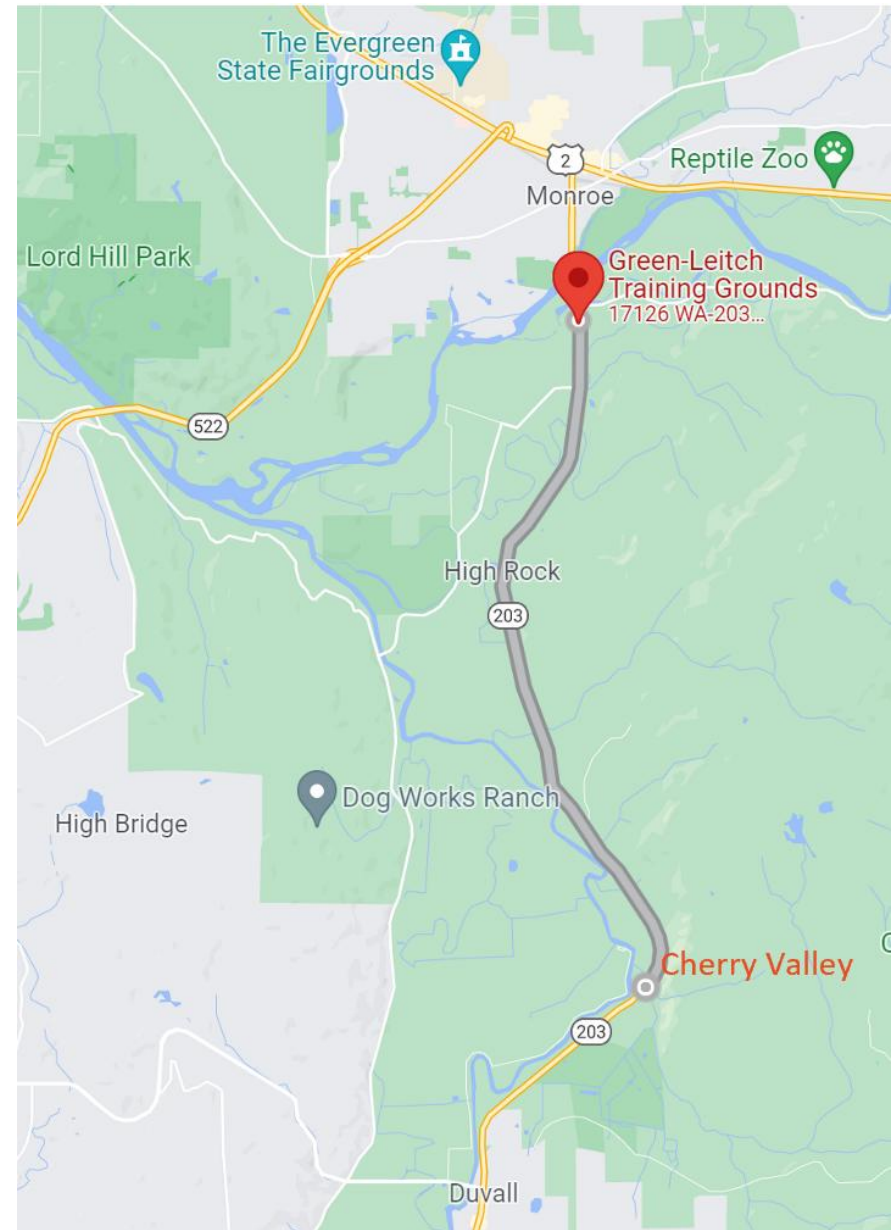 The Evergreen
State Fairgrounds
2
Reptile Zoo
Monroe
Lord Hill Park
Green-Leitch
Training Grounds
17126 WA-203...
522
High Rock
203
Dog Works Ranch
High Bridge
Cherry Valley
203
Duvall